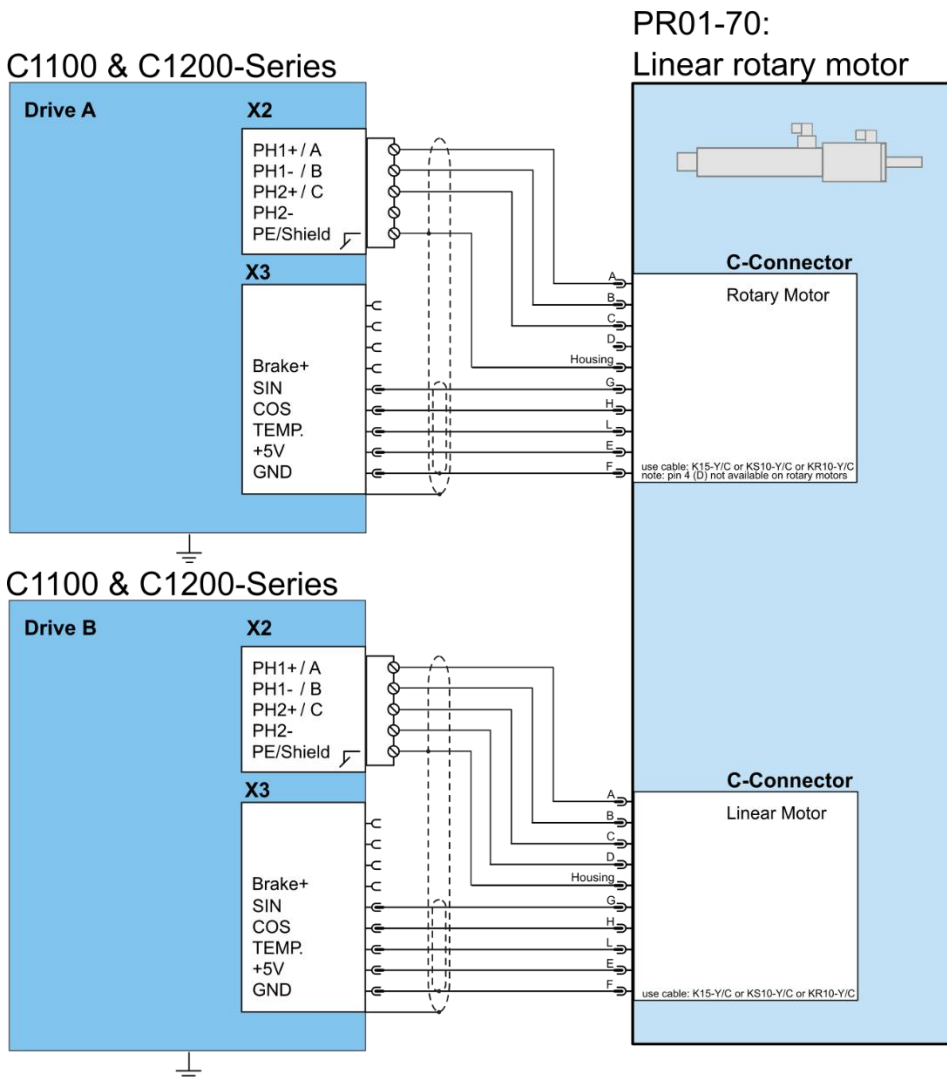 PR01-70:
Linear rotary motor
C1100 & C1200-Series
Drive A
X2
PH1+/ A
PH1- / B
PH2+/ C
PH2-
PE/Shield
X3
Brake+
SIN
COS
TEMP.
+5V
GND
C-Connector
Rotary Motor
A
B
C
D
Housing
G
H
L
E
F
use cable: K15-Y/C or KS10-Y/C or KR10-Y/C
note: pin 4 (D) not available on rotary motors
C1100 & C1200-Series
Drive B
X2
PH1+/ A
PH1- / B
PH2+/ C
PH2-
PE/Shield
X3
Brake+
SIN
COS
TEMP.
+5V
GND
C-Connector
Linear Motor
A
B
C
D
Housing
G
H
L
E
F
use cable: K15-Y/C or KS10-Y/C or KR10-Y/C